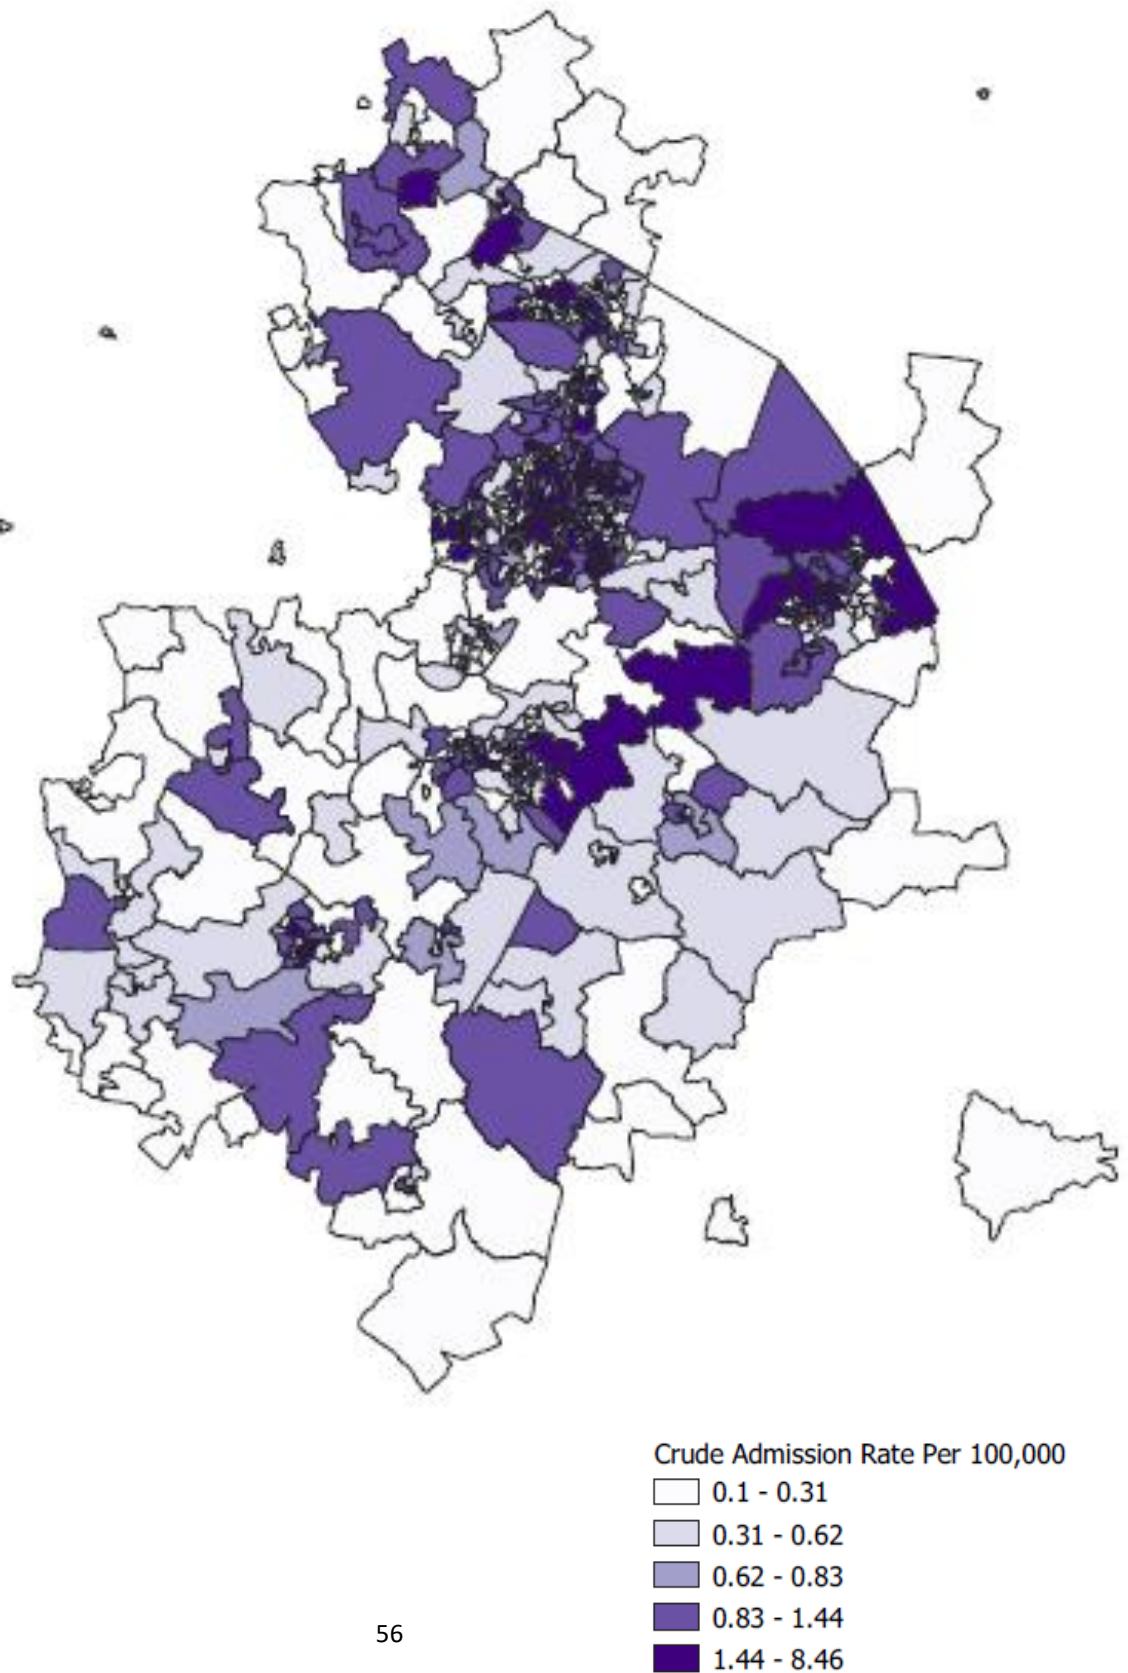 Crude Admission Rate Per 100,000
0.1 - 0.31
0.31 - 0.62
0.62 - 0.83
0.83 - 1.44
1.44 - 8.46
56